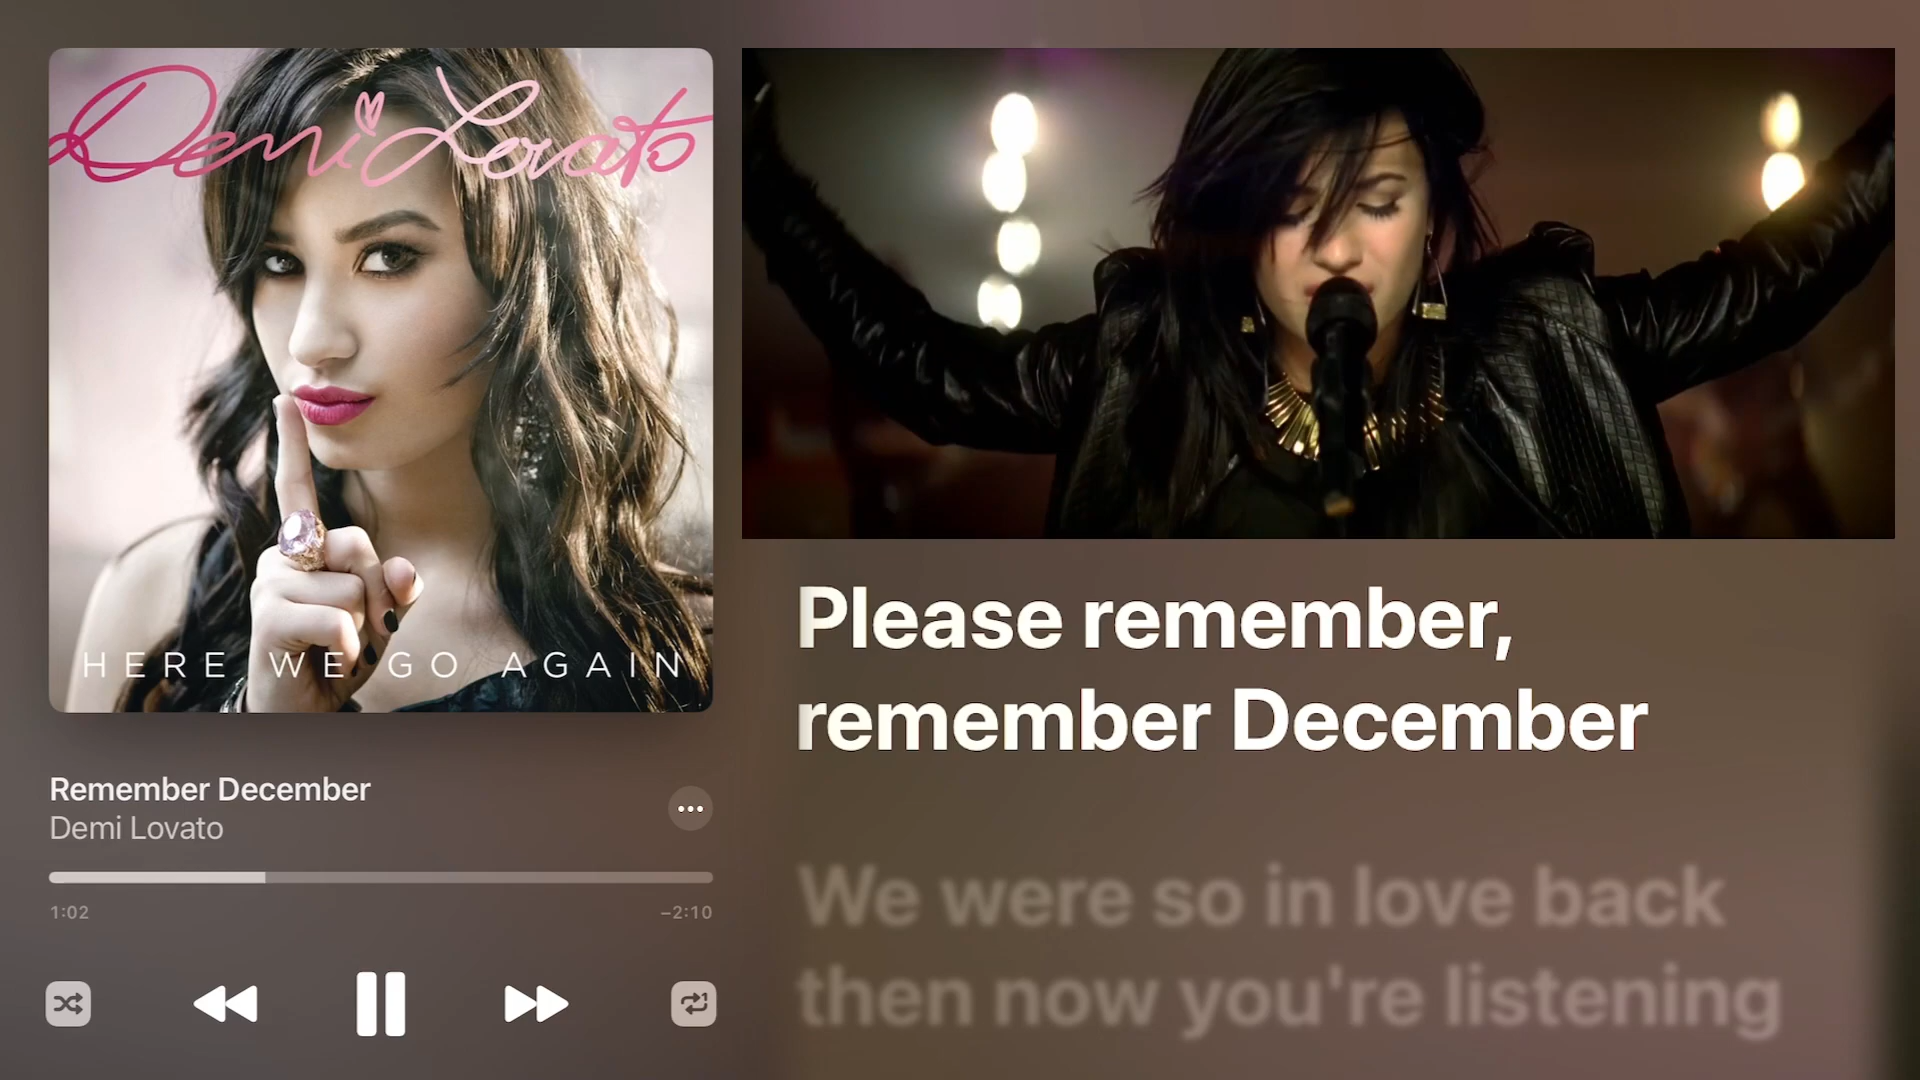 Demi Lovato
HERE WE GO AGAIN
Remember December
Demi Lovato
1:02
–2:10
Please remember,
remember December
We were so in love back
then now you're listening